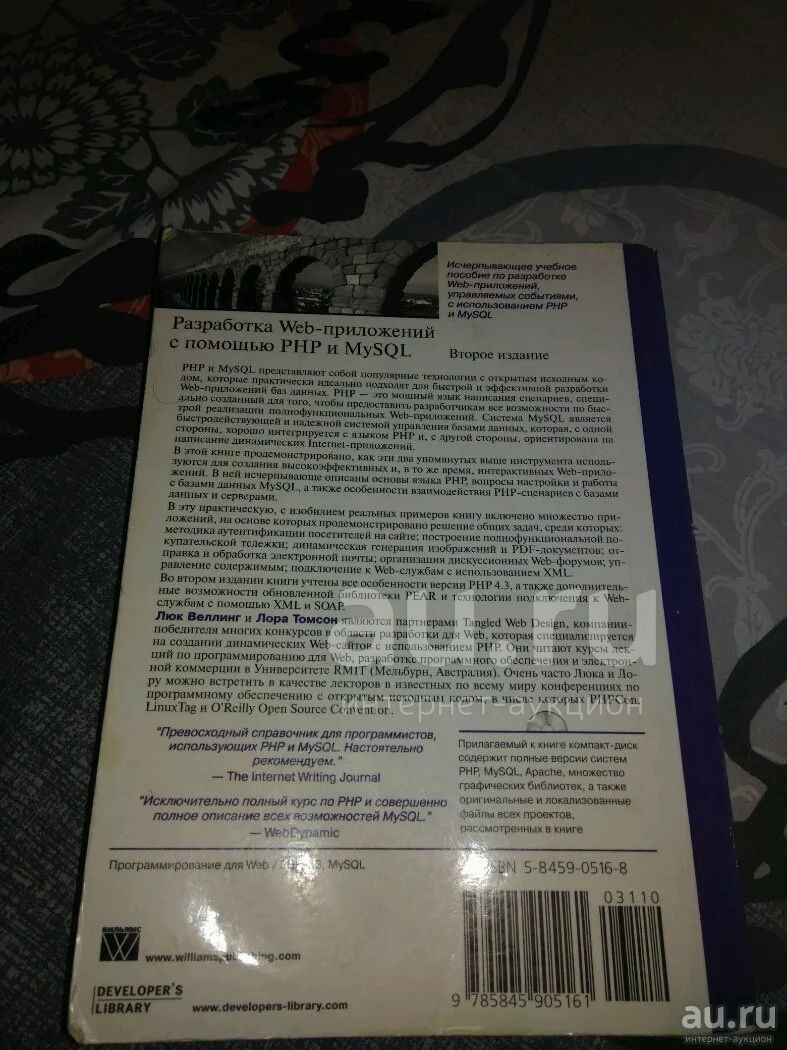 Исчерпывающее учебное
пособие по разработке
Web-приложений,
управляемых событиями,
с использованием PHP
и MySQL
Разработка Web-приложений
с помощью PHP и MySQL
Второе издание
PHP и MySQL представляют собой популярные технологии с открытым исходным ко-
дом, которые практически идеально подходят для быстрой и эффективной разработки
Web-приложений баз данных. PHP — это мощный язык написания сценариев, специ-
ально созданный для того, чтобы предоставить разработчикам все возможности по быс-
трой реализации полнофункциональных Web-приложений. Система MySQL является
быстродействующей и надежной системой управления базами данных, которая, с одной
стороны, хорошо интегрируется с языком PHP и, с другой стороны, ориентирована на
написание динамических Internet-приложений.
В этой книге продемонстрировано, как эти два упомянутых выше инструмента исполь-
зуются для создания высокоэффективных и, в то же время, интерактивных Web-прило-
жений. В ней исчерпывающе описаны основы языка PHP, вопросы настройки и работы
с базами данных MySQL, а также особенности взаимодействия PHP-сценариев с базами
данных и серверами.
В эту практическую, с изобилием реальных примеров книгу включено множество при-
ложений, на основе которых продемонстрировано решение общих задач, среди которых:
методика аутентификации посетителей на сайте; построение полнофункциональной по-
купательской тележки; динамическая генерация изображений и PDF-документов; от-
правка и обработка электронной почты; организация дискуссионных Web-форумов; уп-
равление содержимым; подключение к Web-службам с использованием XML.
Во втором издании книги учтены все особенности версии PHP 4.3, а также дополнитель-
ные возможности обновленной библиотеки PEAR и технологии подключения к Web-
службам с помощью XML и SOAP.
Люк Веллинг и Лора Томсон являются партнерами Tangled Web Design, компании-
победителя многих конкурсов в области разработки для Web, которая специализируется
на создании динамических Web-сайтов с использованием PHP. Они читают курсы лек-
ций по программированию для Web, разработке программного обеспечения и электрон-
ной коммерции в Университете RMIT (Мельбурн, Австралия). Очень часто Люка и Ло-
ру можно встретить в качестве лекторов в известных по всему миру конференциях по
программному обеспечению с открытым исходным кодом, в числе которых PHPCon,
LinuxTag и O'Reilly Open Source Convention.
au.ru
интернет-аукцион
"Превосходный справочник для программистов,
использующих PHP и MySQL. Настоятельно
рекомендуем."
— The Internet Writing Journal
"Исключительно полный курс по PHP и совершенно
полное описание всех возможностей MySQL."
— WebDynamic
Прилагаемый к книге компакт-диск
содержит полные версии систем
PHP, MySQL, Apache, множество
графических библиотек, а также
оригинальные и локализованные
файлы всех проектов,
рассмотренных в книге
Программирование для Web / MySQL
ISBN 5-8459-0516-8
03110
9 785845 905161
ВИЛЬЯМС
www.williamspublishing.com
DEVELOPER'S
LIBRARY
www.developers-library.com
au.ru
интернет-аукцион